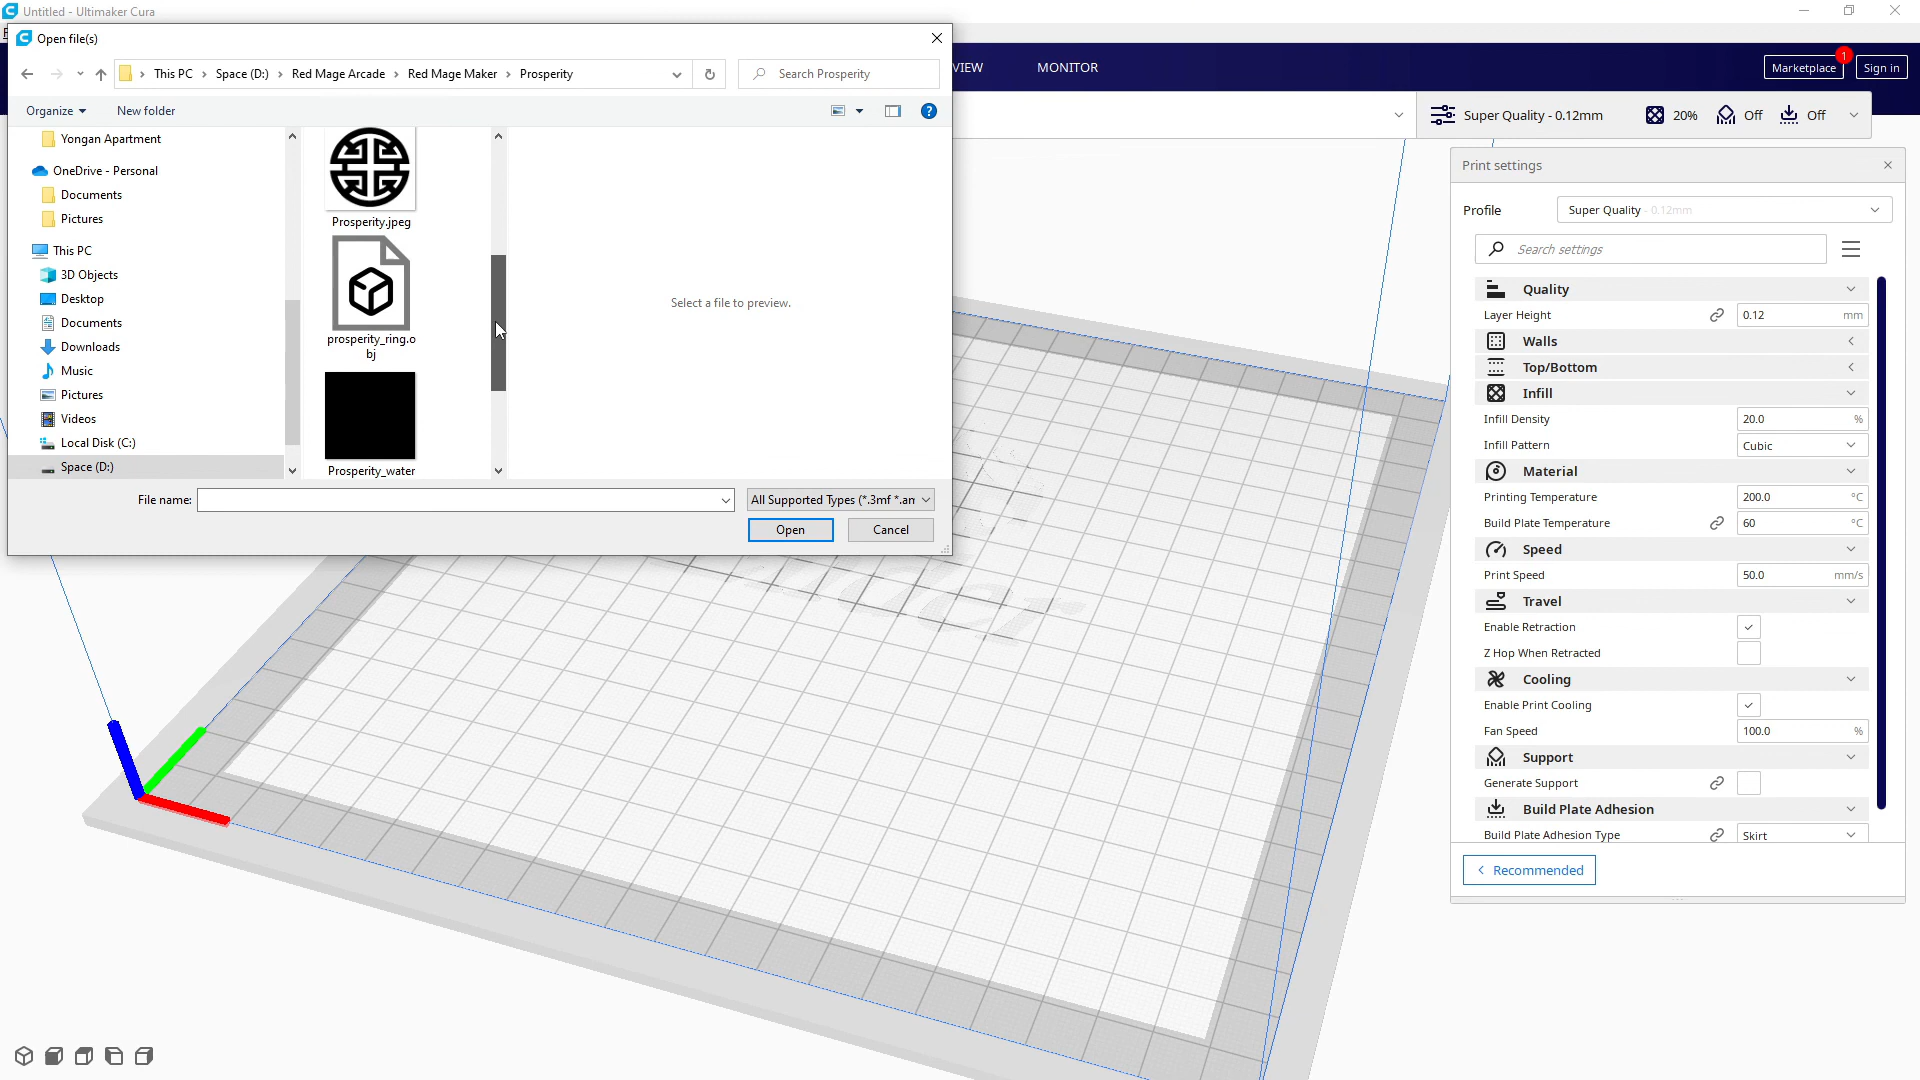 Untitled - Ultimaker Cura
Open file(s)
This PC > Space (D:) > Red Mage Arcade > Red Mage Maker > Prosperity
Search Prosperity
VIEW
MONITOR
Marketplace
1
Sign in
Organize
New folder
Super Quality - 0.12mm
20%
Off
Off
Yongan Apartment
OneDrive - Personal
Documents
Pictures
This PC
3D Objects
Desktop
Documents
Downloads
Music
Pictures
Videos
Local Disk (C:)
Space (D:)
Prosperity.jpeg
prosperity_ring.o
bj
Prosperity_water
Select a file to preview.
File name:
All Supported Types (*.3mf *.am
Open
Cancel
Print settings
Profile
Super Quality - 0.12mm
Search settings
Quality
Layer Height
0.12 mm
Walls
Top/Bottom
Infill
Infill Density
20.0 %
Infill Pattern
Cubic
Material
Printing Temperature
200.0 °C
Build Plate Temperature
60 °C
Speed
Print Speed
50.0 mm/s
Travel
Enable Retraction
Z Hop When Retracted
Cooling
Enable Print Cooling
Fan Speed
100.0 %
Support
Generate Support
Build Plate Adhesion
Build Plate Adhesion Type
Skirt
Recommended